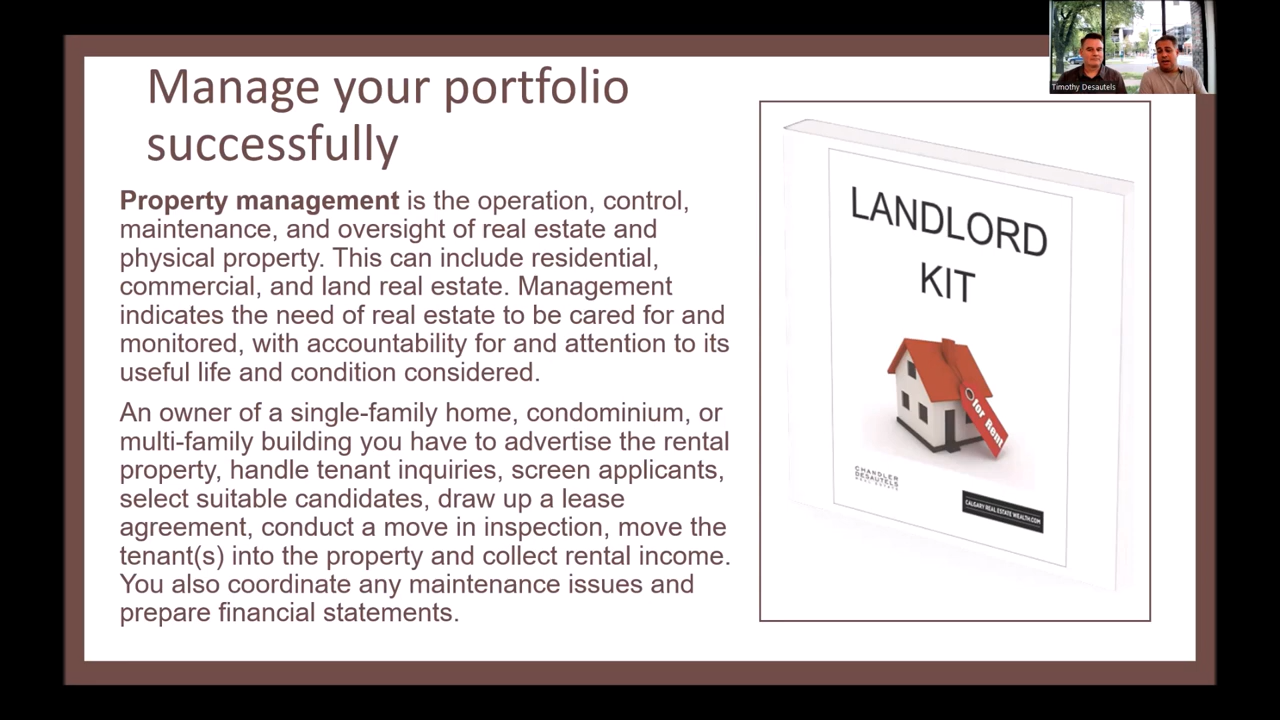 Manage your portfolio
successfully
Timothy Desautels
Property management is the operation, control,
maintenance, and oversight of real estate and
physical property. This can include residential,
commercial, and land real estate. Management
indicates the need of real estate to be cared for and
monitored, with accountability for and attention to its
useful life and condition considered.
An owner of a single-family home, condominium, or
multi-family building you have to advertise the rental
property, handle tenant inquiries, screen applicants,
select suitable candidates, draw up a lease
agreement, conduct a move in inspection, move the
tenant(s) into the property and collect rental income.
You also coordinate any maintenance issues and
prepare financial statements.
LANDLORD
KIT
for Rent
CHANDLER
DESAUTELS
REAL ESTATE
CALGARY REAL ESTATE WEALTH.COM